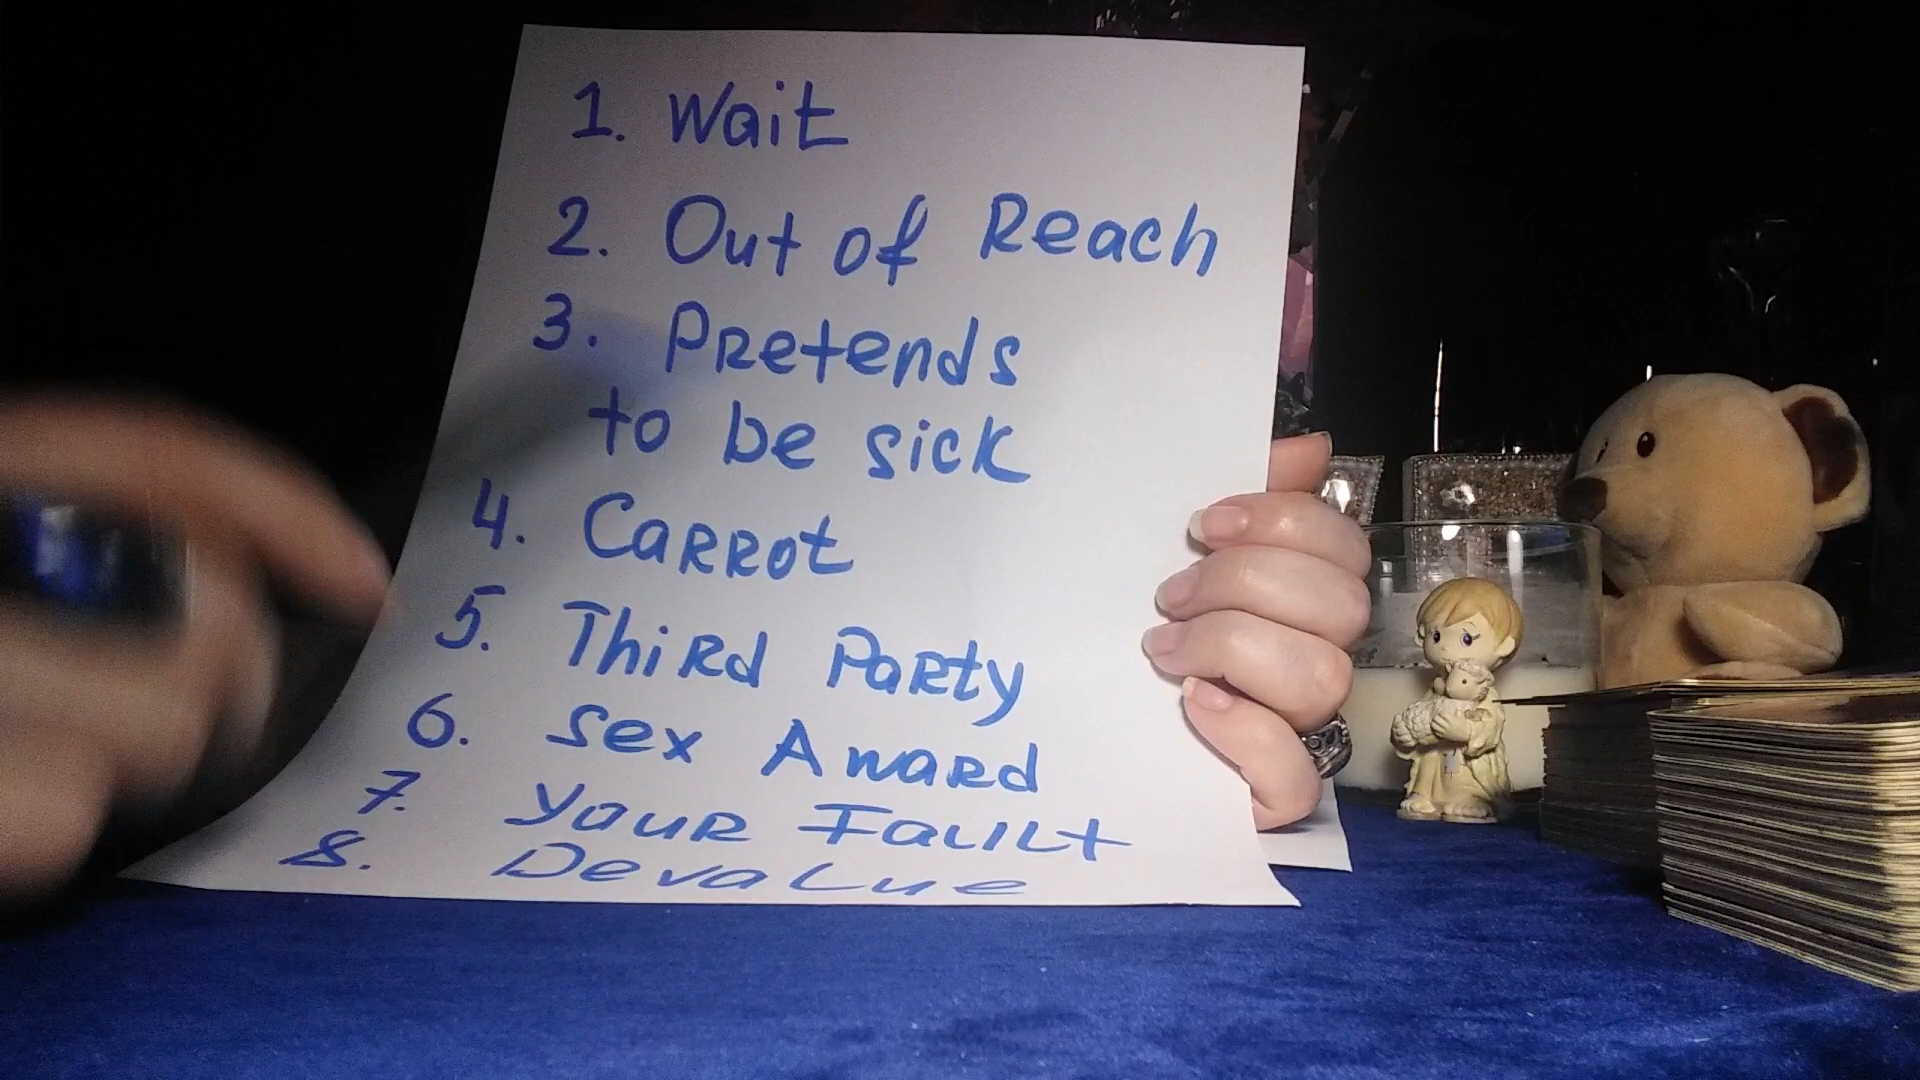 1. Wait
2. Out of Reach
3. Pretends
to be sick
4. Carrot
5. Third Party
6. Sex Award
7. Your Fault
8. Devalue